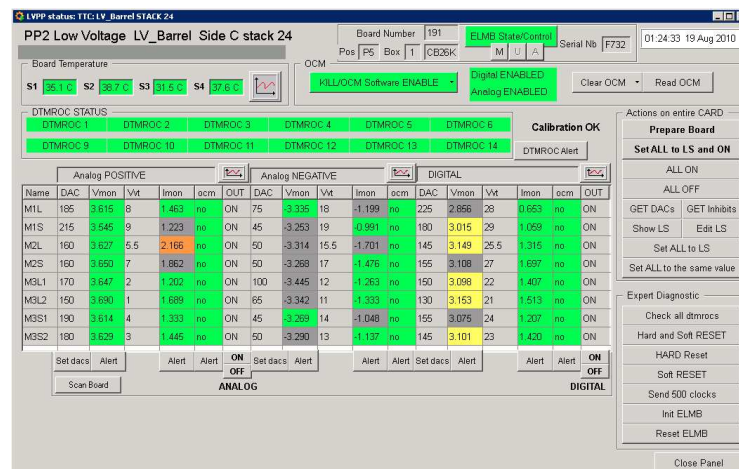 LVPP status: TTC: LV_Barrel STACK 24
PP2 Low Voltage LV_Barrel Side C stack 24
Board Number 191
Pos P5 Box 1 CB26K
ELMB State/Control
M U A
Serial Nb F732
01:24:33 19 Aug 2010
Board Temperature
S1 35.1 C S2 38.7 C S3 31.5 C S4 37.6 C
OCM
KILL/OCM Software ENABLE
Digital ENABLED
Analog ENABLED
Clear OCM
Read OCM
DTMROC STATUS
DTMROC 1 DTMROC 2 DTMROC 3 DTMROC 4 DTMROC 5 DTMROC 6
DTMROC 9 DTMROC 10 DTMROC 11 DTMROC 12 DTMROC 13 DTMROC 14
Calibration OK
DTMROC Alert
Analog POSITIVE Analog NEGATIVE DIGITAL
Name DAC Vmon Vvt Imon ocm OUT DAC Vmon Vvt Imon ocm DAC Vmon Vvt Imon ocm OUT
M1L 185 3.615 8 1.463 no ON 75 -3.335 18 -1.199 no 225 2.856 28 0.653 no ON
M1S 215 3.545 9 1.223 no ON 45 -3.253 19 -0.991 no 180 3.015 29 1.059 no ON
M2L 160 3.627 5.5 2.166 no ON 50 -3.314 15.5 -1.701 no 145 3.149 25.5 1.315 no ON
M2S 160 3.650 7 1.862 no ON 50 -3.268 17 -1.476 no 155 3.108 27 1.697 no ON
M3L1 170 3.647 2 1.202 no ON 100 -3.445 12 -1.263 no 150 3.098 22 1.407 no ON
M3L2 150 3.690 1 1.689 no ON 65 -3.342 11 -1.333 no 130 3.153 21 1.513 no ON
M3S1 190 3.614 4 1.333 no ON 45 -3.269 14 -1.048 no 155 3.075 24 1.207 no ON
M3S2 180 3.629 3 1.445 no ON 50 -3.290 13 -1.137 no 145 3.101 23 1.420 no ON
Set dacs Alert Alert Alert ON Set dacs Alert Alert Alert Set dacs Alert Alert Alert ON
OFF OFF
Scan Board
ANALOG
DIGITAL
Actions on entire CARD
Prepare Board
Set ALL to LS and ON
ALL ON
ALL OFF
GET DACs GET Inhibits
Show LS Edit LS
Set ALL to LS
Set ALL to the same value
Expert Diagnostic
Check all dtmrocs
Hard and Soft RESET
HARD Reset
Soft RESET
Send 500 clocks
Init ELMB
Reset ELMB
Close Panel